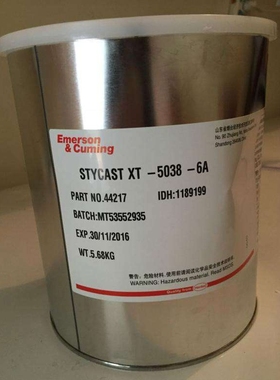 Emerson
& Cuming
STYCAST XT -5038 -6A
PART NO.44217 IDH:1189199
BATCH:MT53552935
EXP.30/11/2016
WT.5.68KG
WARNING: Hazardous material. Read MSDS.
Henkel